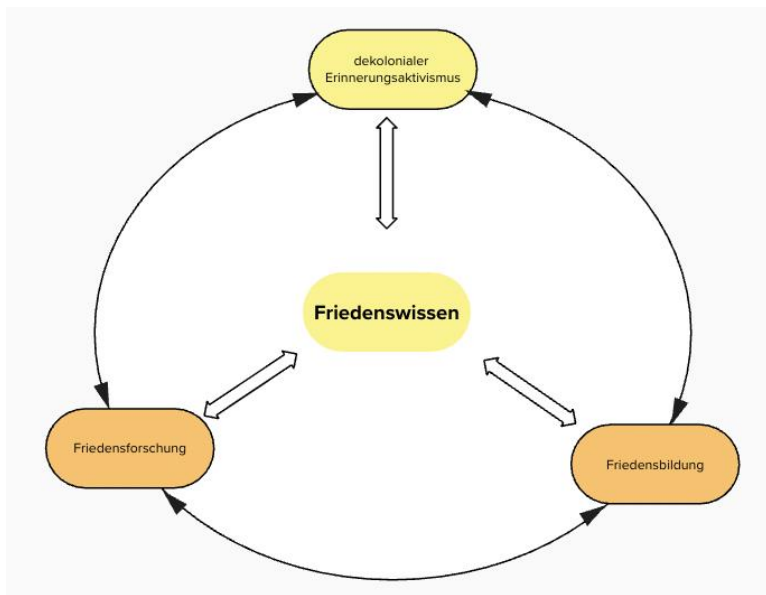 dekolonialer
Erinnerungsaktivismus
Friedenswissen
Friedensforschung
Friedensbildung